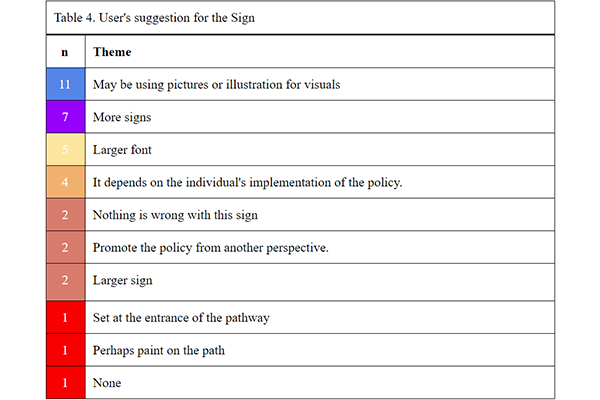 Table 4. User's suggestion for the Sign
n Theme
11 May be using pictures or illustration for visuals
7 More signs
5 Larger font
4 It depends on the individual's implementation of the policy.
2 Nothing is wrong with this sign
2 Promote the policy from another perspective.
2 Larger sign
1 Set at the entrance of the pathway
1 Perhaps paint on the path
1 None